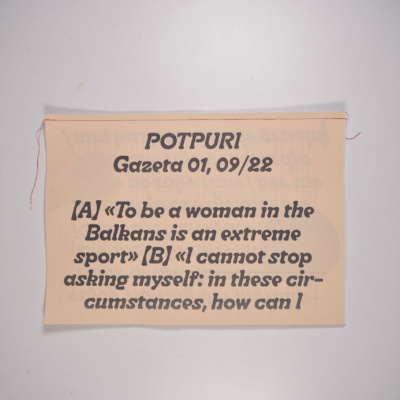 POTPURI
Gazeta 01, 09/22
[A] «To be a woman in the
Balkans is an extreme
sport» [B] «I cannot stop
asking myself: in these cir-
cumstances, how can I